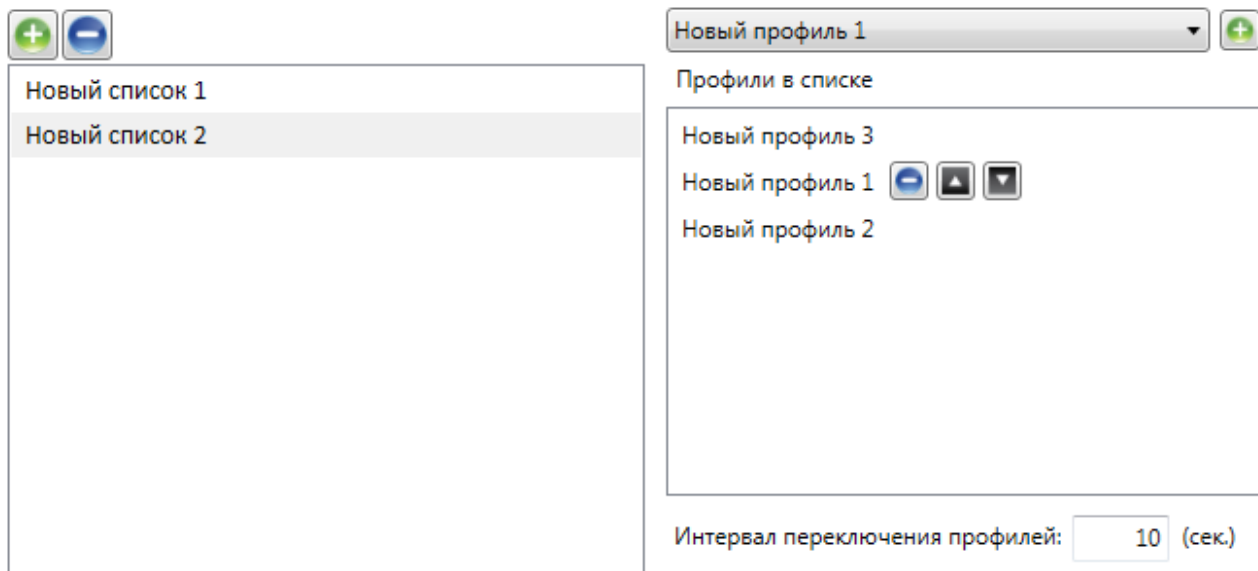 Новый список 1
Новый список 2
Новый профиль 1
Профили в списке
Новый профиль 3
Новый профиль 1
Новый профиль 2
Интервал переключения профилей: 10 (сек.)